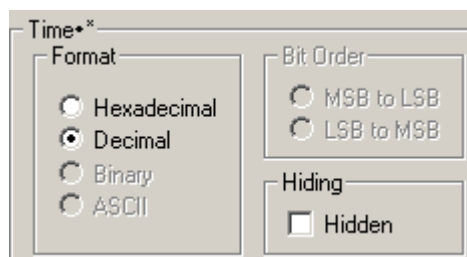 Time•*
Format
Hexadecimal
Decimal
Binary
ASCII
Bit Order
MSB to LSB
LSB to MSB
Hiding
Hidden